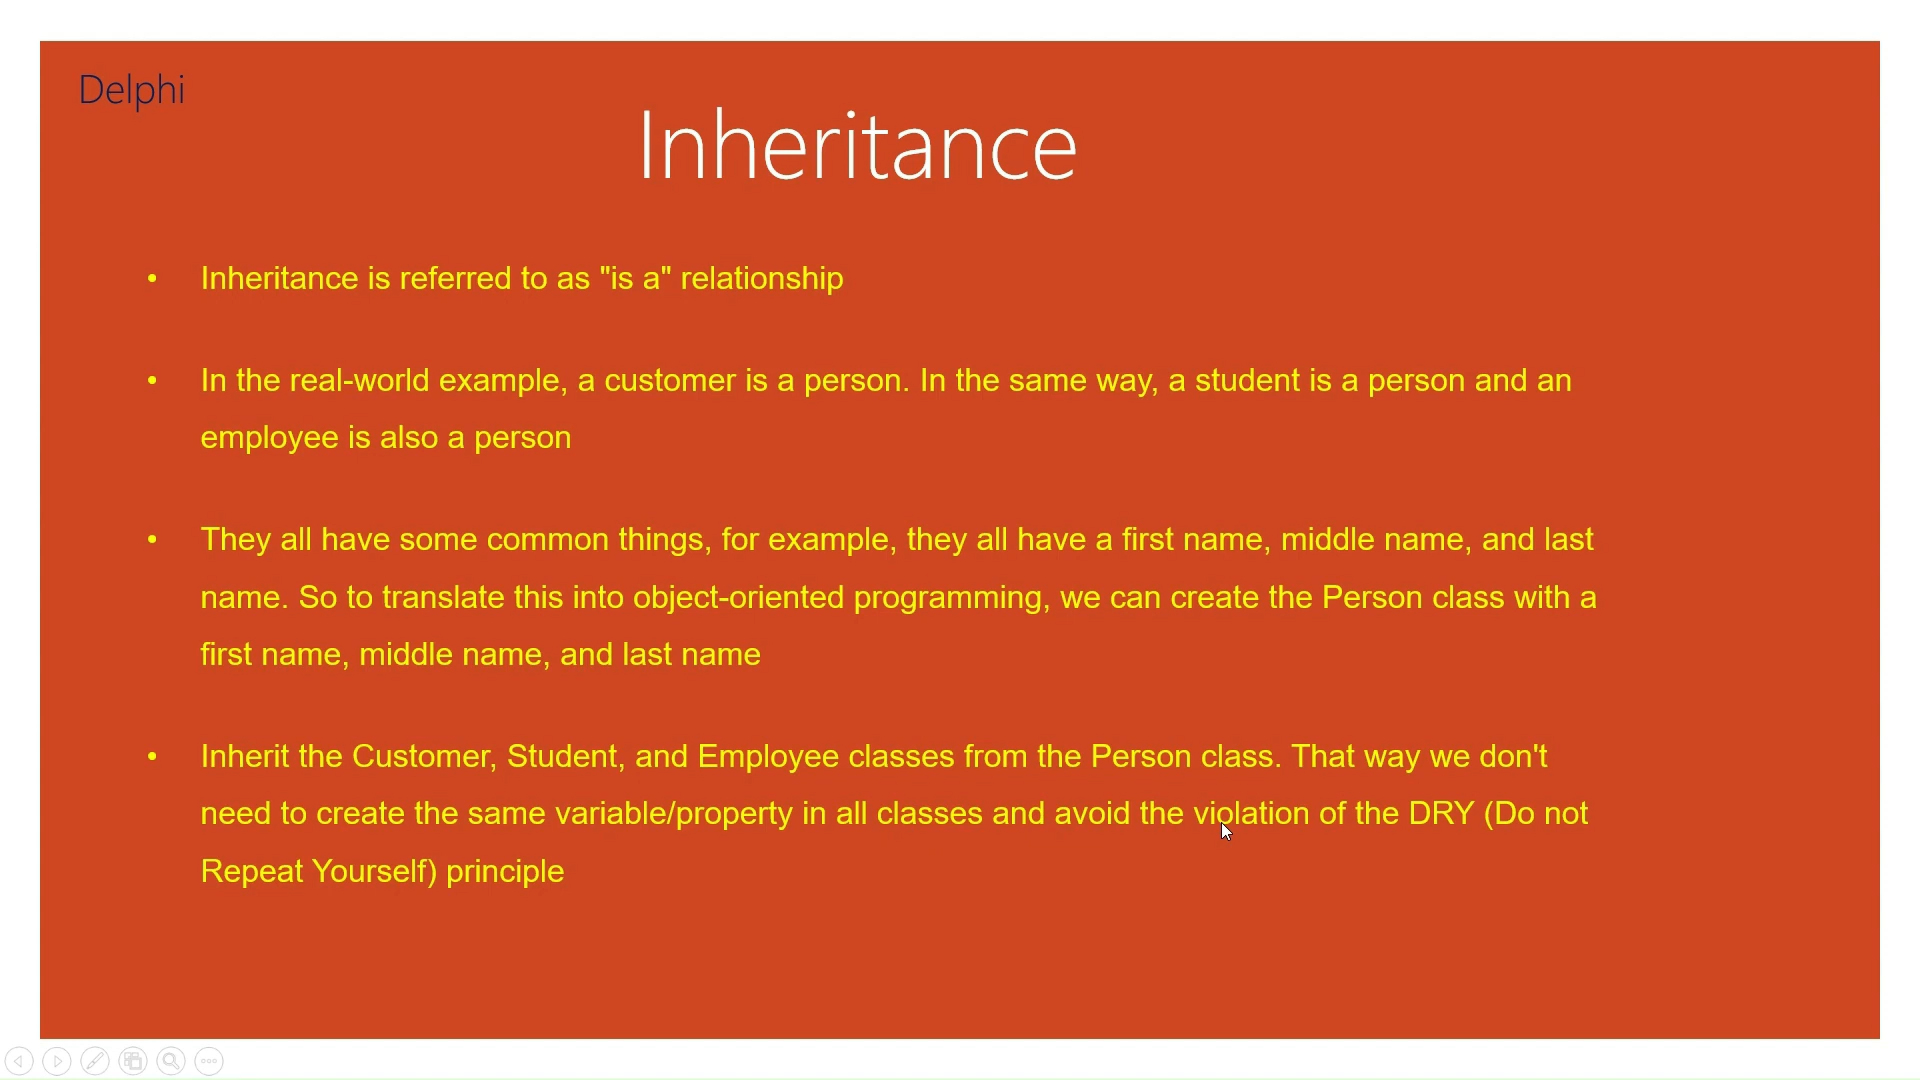 Delphi
Inheritance
• Inheritance is referred to as "is a" relationship
• In the real-world example, a customer is a person. In the same way, a student is a person and an
employee is also a person
• They all have some common things, for example, they all have a first name, middle name, and last
name. So to translate this into object-oriented programming, we can create the Person class with a
first name, middle name, and last name
• Inherit the Customer, Student, and Employee classes from the Person class. That way we don't
need to create the same variable/property in all classes and avoid the violation of the DRY (Do not
Repeat Yourself) principle